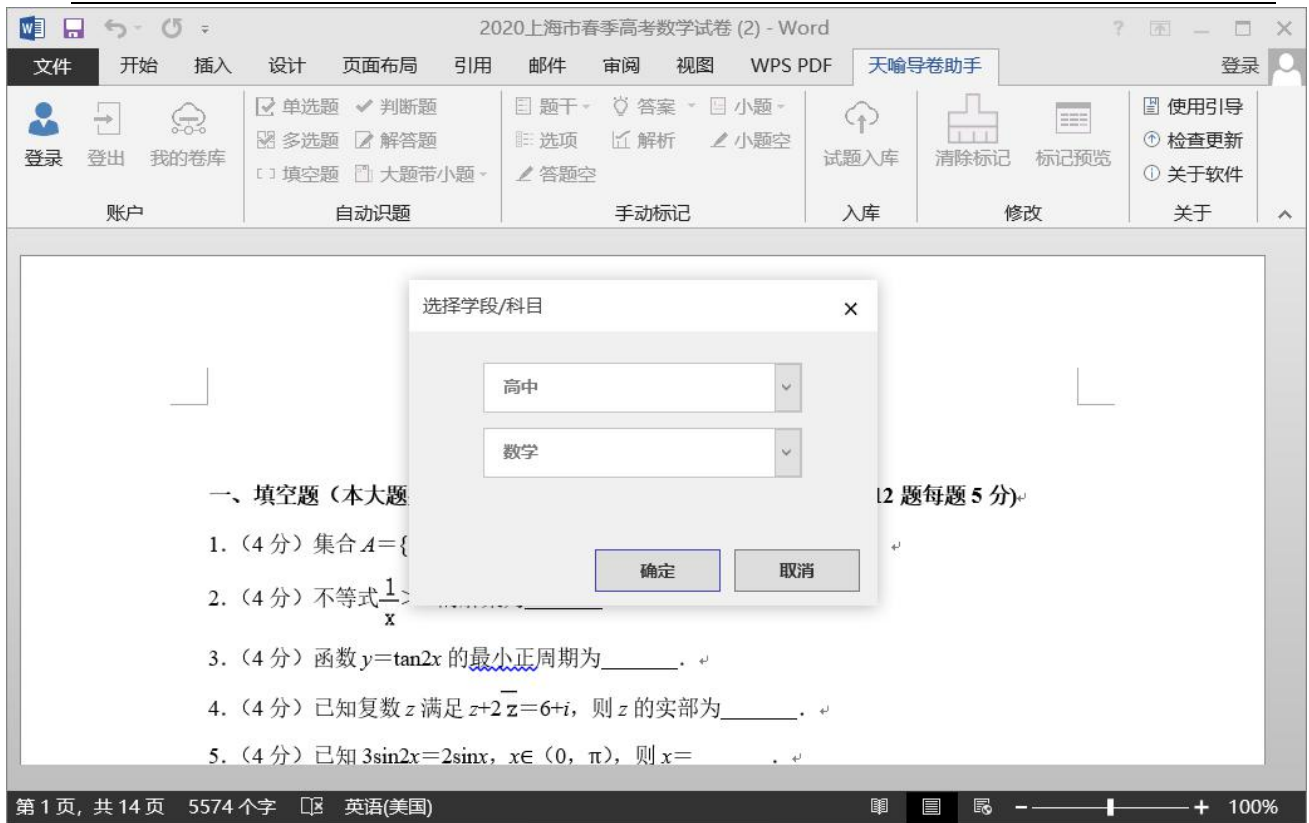 2020上海市春季高考数学试卷 (2) - Word
文件 开始 插入 设计 页面布局 引用 邮件 审阅 视图 WPS PDF 天喻导卷助手 登录
登录 登出 我的卷库
单选题 判断题
多选题 解答题
填空题 大题带小题
题干 答案 小题
选项 解析 小题空
答题空
试题入库
清除标记 标记预览
使用引导
检查更新
关于软件
账户 自动识题 手动标记 入库 修改 关于
选择学段/科目
高中
数学
确定 取消
一、填空题（本大题 12 题每题 5 分)
1.（4 分）集合 A＝{
2.（4 分）不等式1/x>
3.（4 分）函数 y＝tan2x 的最小正周期为_______．
4.（4 分）已知复数 z 满足 z+2z̅＝6+i，则 z 的实部为_______．
5.（4 分）已知 3sin2x＝2sinx，x∈（0，π），则 x＝ ．
第 1 页, 共 14 页 5574 个字 英语(美国) 100%